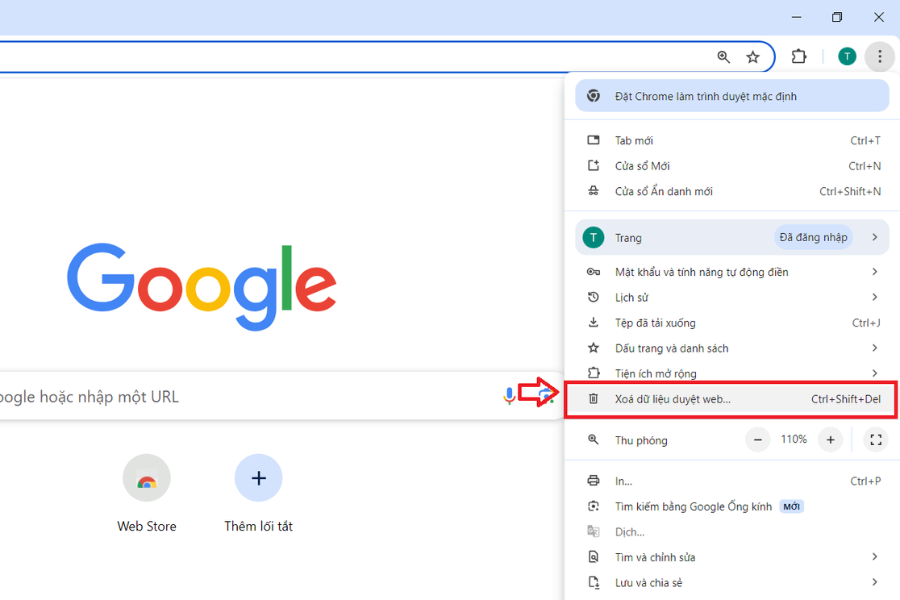 T
Đặt Chrome làm trình duyệt mặc định
Tab mới Ctrl+T
Cửa sổ Mới Ctrl+N
Cửa sổ Ẩn danh mới Ctrl+Shift+N
T Trang Đã đăng nhập
Mật khẩu và tính năng tự động điền
Lịch sử
Tệp đã tải xuống Ctrl+J
Dấu trang và danh sách
Tiện ích mở rộng
Xoá dữ liệu duyệt web... Ctrl+Shift+Del
Thu phóng − 110% +
In... Ctrl+P
Tìm kiếm bằng Google Ống kính MỚI
Dịch...
Tìm và chỉnh sửa
Lưu và chia sẻ
Google
oogle hoặc nhập một URL
Web Store
Thêm lối tắt